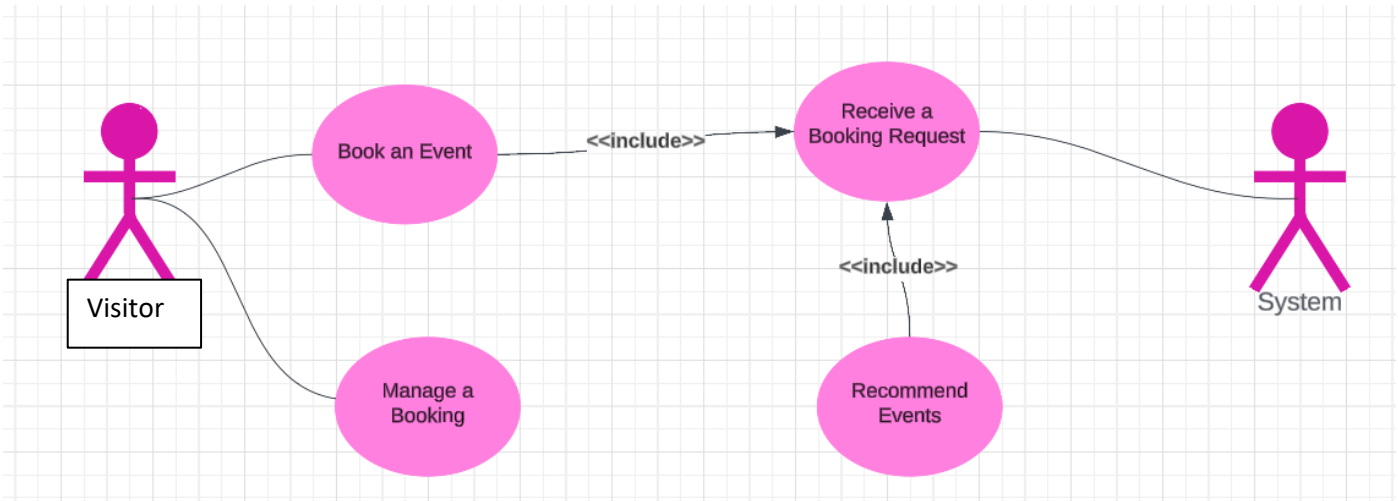 Book an Event
<<include>>
Receive a
Booking Request
<<include>>
Visitor
System
Manage a
Booking
Recommend
Events